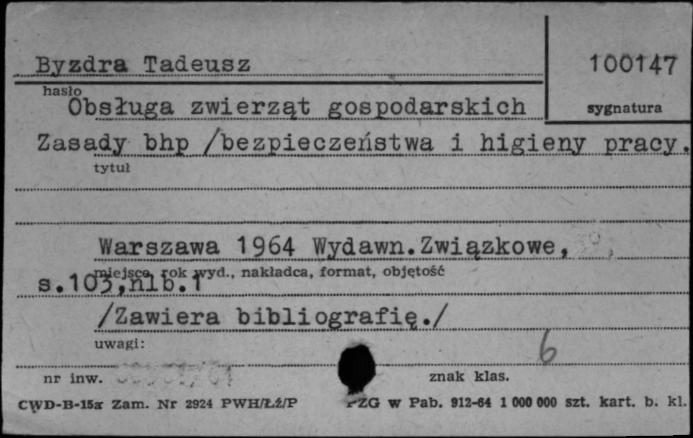 Byzdra Tadeusz
100147
hasło
Obsługa zwierząt gospodarskich
sygnatura
Zasady bhp /bezpieczeństwa i higieny pracy.
tytuł
Warszawa 1964 Wydawn.Związkowe,
miejsce, rok wyd., nakładca, format, objętość
s.103,nlb.1
/Zawiera bibliografię./
uwagi:
6
nr inw.
znak klas.
CWD-B-15a Zam. Nr 2924 PWH/Łź/P
PZG w Pab. 912-64 1 000 000 szt. kart. b. kl.